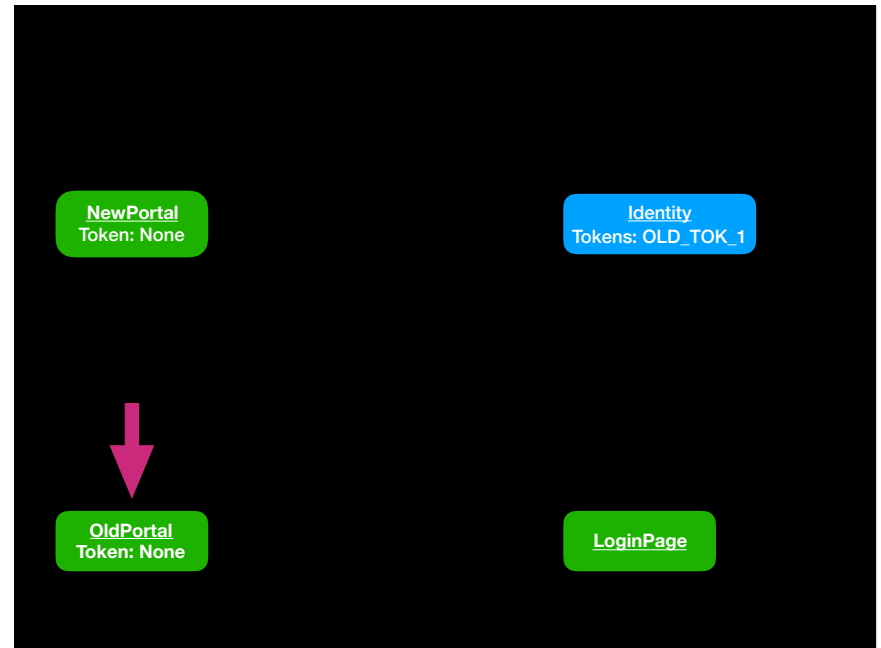 NewPortal
Token: None
Identity
Tokens: OLD_TOK_1
OldPortal
Token: None
LoginPage